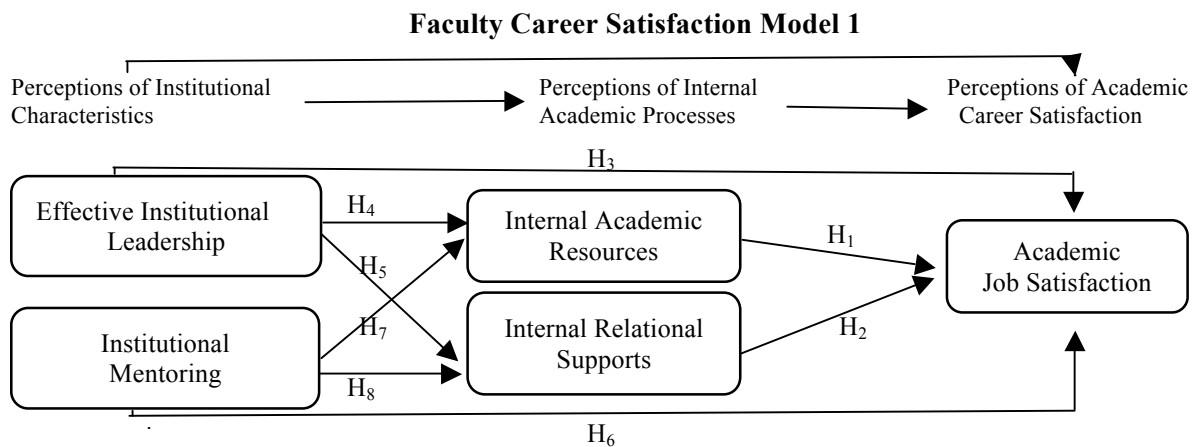 Faculty Career Satisfaction Model 1
Perceptions of Institutional
Characteristics
Perceptions of Internal
Academic Processes
Perceptions of Academic
Career Satisfaction
H₃
Effective Institutional
Leadership
H₄
H₅
Internal Academic
Resources
H₁
Academic
Job Satisfaction
Institutional
Mentoring
H₇
H₈
Internal Relational
Supports
H₂
H₆